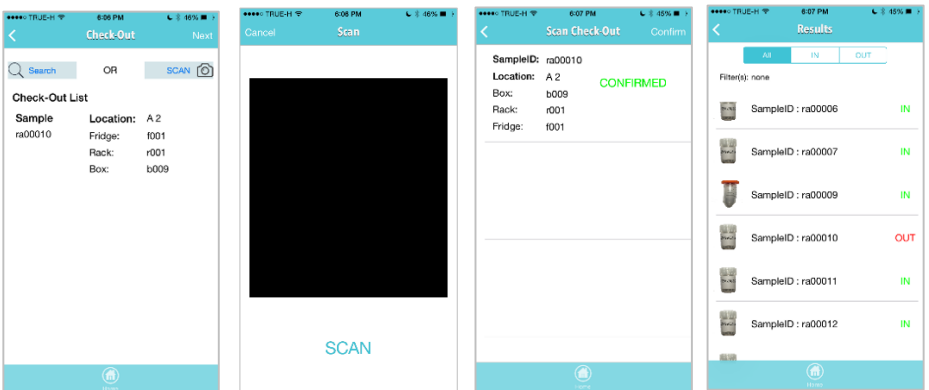 ●●●●○ TRUE-H 6:06 PM 46%
Check-Out Next
Search OR SCAN
Check-Out List
Sample Location: A 2
ra00010 Fridge: f001
Rack: r001
Box: b009
Home
●●●●○ TRUE-H 6:06 PM 46%
Cancel Scan
SCAN
●●●●○ TRUE-H 6:07 PM 45%
Scan Check-Out Confirm
SampleID: ra00010
Location: A 2 CONFIRMED
Box: b009
Rack: r001
Fridge: f001
Home
●●●●○ TRUE-H 6:07 PM 45%
Results
All IN OUT
Filter(s): none
SampleID : ra00006 IN
SampleID : ra00007 IN
SampleID : ra00009 IN
SampleID : ra00010 OUT
SampleID : ra00011 IN
SampleID : ra00012 IN
Home